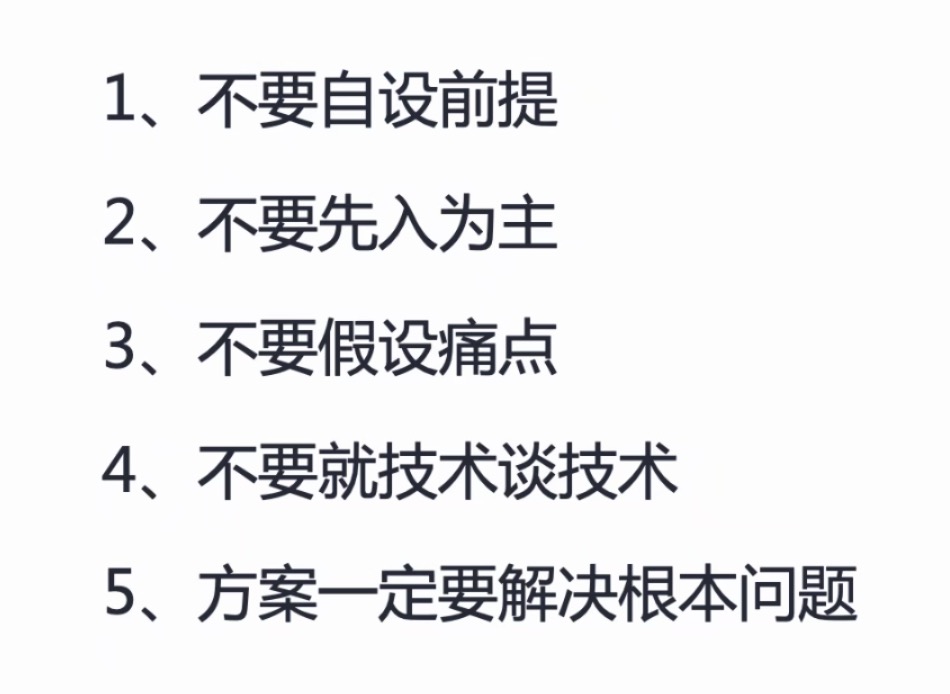 1、不要自设前提
2、不要先入为主
3、不要假设痛点
4、不要就技术谈技术
5、方案一定要解决根本问题